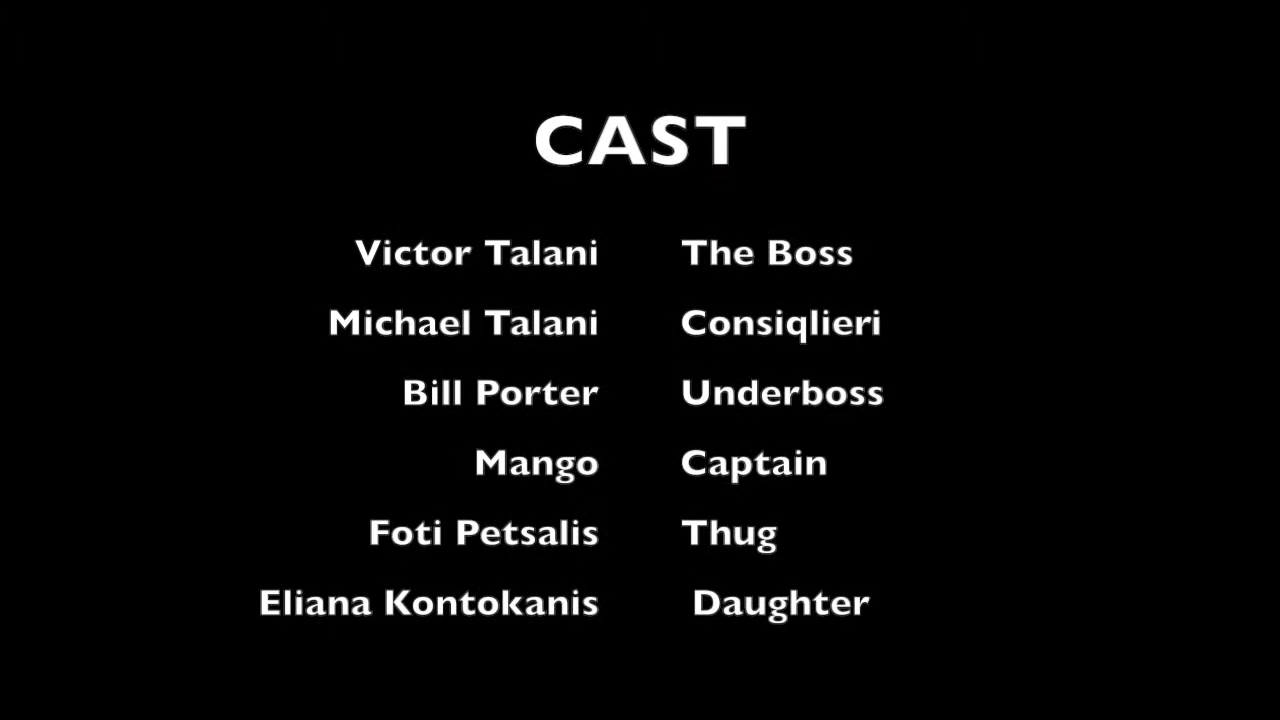 CAST
Victor Talani The Boss
Michael Talani Consiqlieri
Bill Porter Underboss
Mango Captain
Foti Petsalis Thug
Eliana Kontokanis Daughter